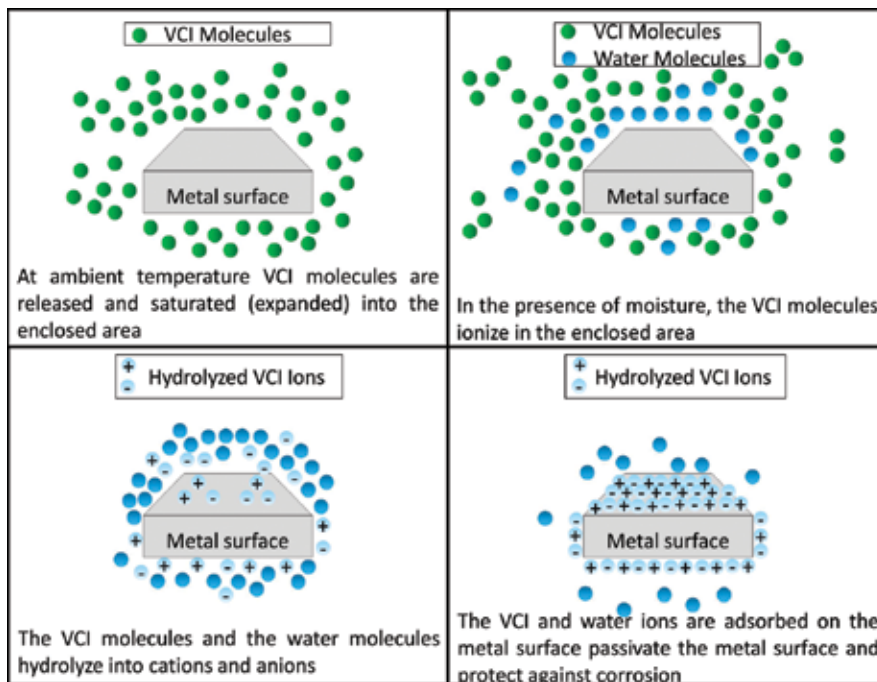 VCI Molecules
Metal surface
At ambient temperature VCI molecules are
released and saturated (expanded) into the
enclosed area
VCI Molecules
Water Molecules
Metal surface
In the presence of moisture, the VCI molecules
ionize in the enclosed area
+
- Hydrolyzed VCI Ions
Metal surface
The VCI molecules and the water molecules
hydrolyze into cations and anions
+
- Hydrolyzed VCI Ions
Metal surface
The VCI and water ions are adsorbed on the
metal surface passivate the metal surface and
protect against corrosion